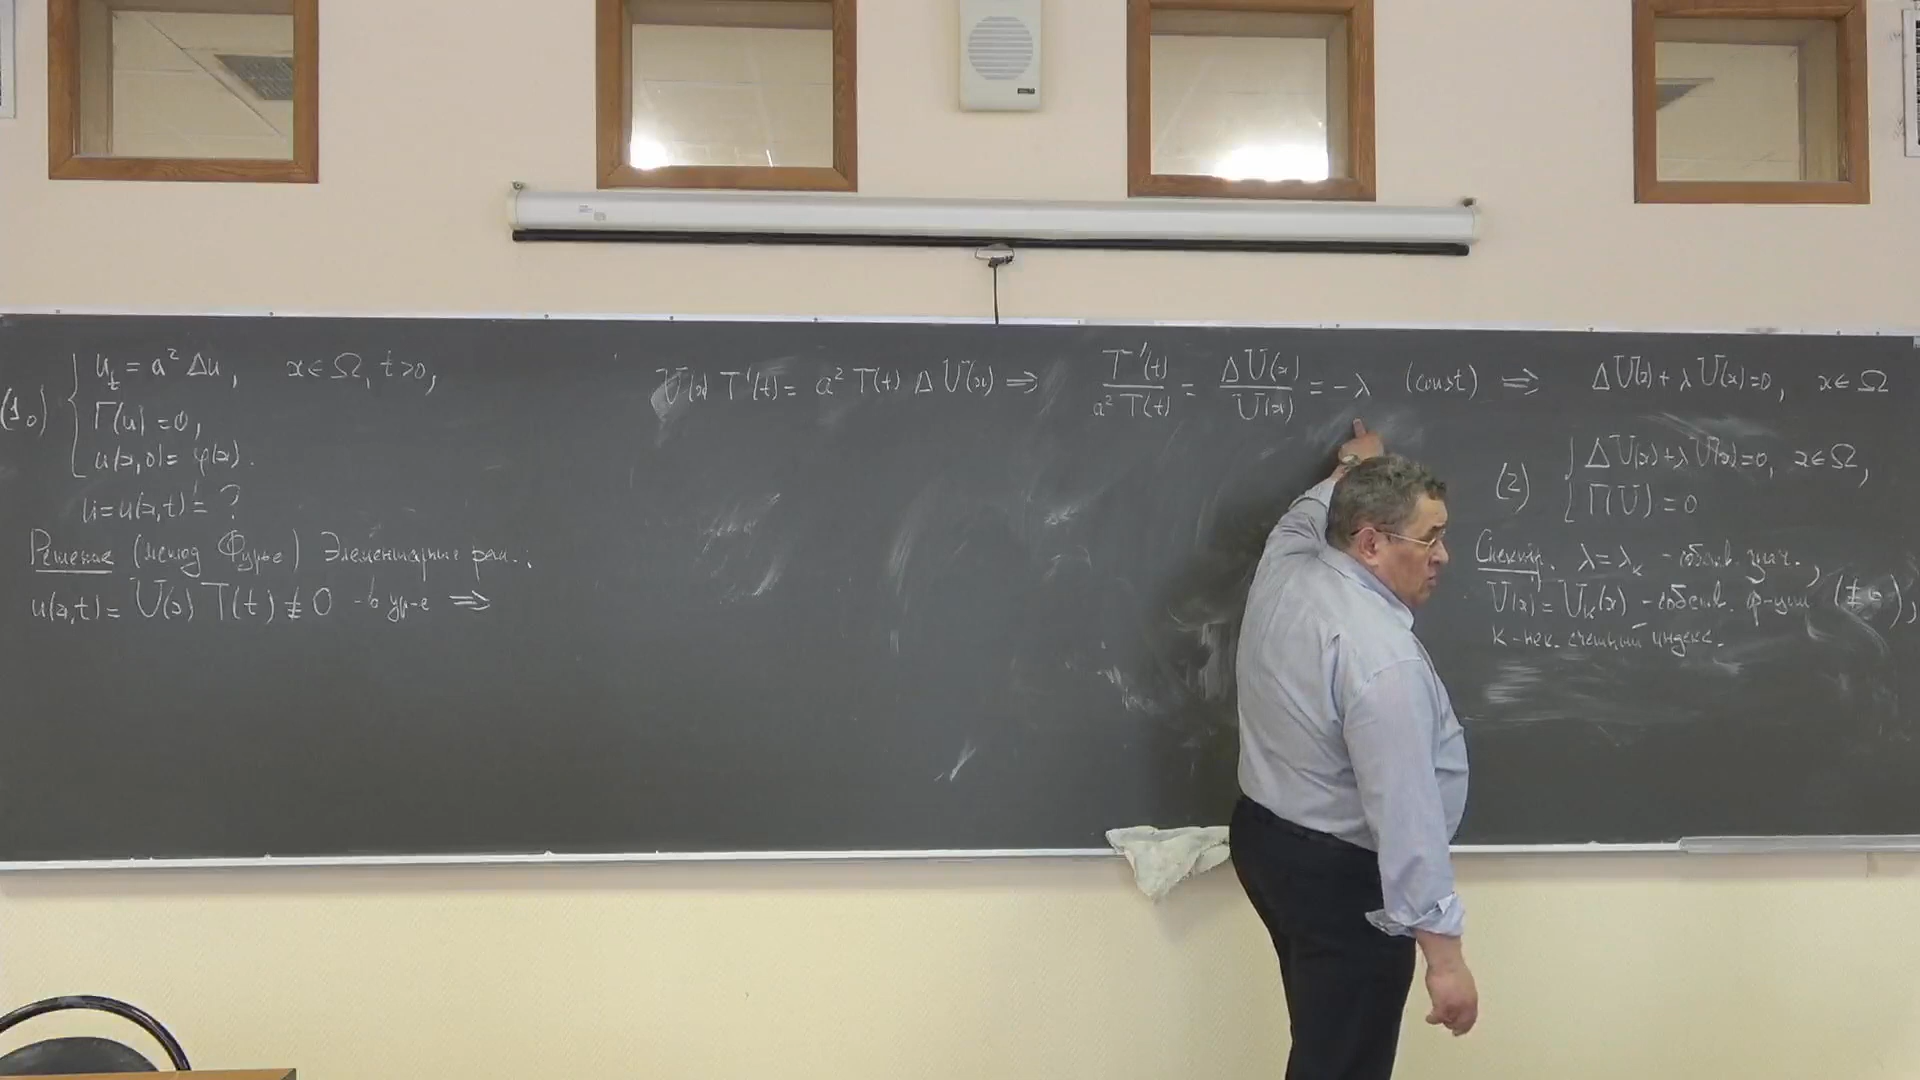 (1₀) { u_t = a² Δu, x ∈ Ω, t > 0,
Γ(u) = 0,
u(x,0) = φ(x).
u = u(x,t) = ?
Решение (метод Фурье) Элементарные реш.:
u(x,t) = U(x) T(t) ≢ 0 - в ур-е ⇒
U(x) T'(t) = a² T(t) Δ U(x) ⇒
T'(t) / a² T(t) = ΔU(x) / U(x) = -λ (const) ⇒
ΔU(x) + λU(x) = 0, x ∈ Ω
(2) { ΔU(x) + λU(x) = 0, x ∈ Ω,
Γ(U) = 0
Спектр. λ = λ_k - собств. знач.,
U(x) = U_k(x) - собств. ф-ции (≢ 0),
k - нек. счетный индекс.